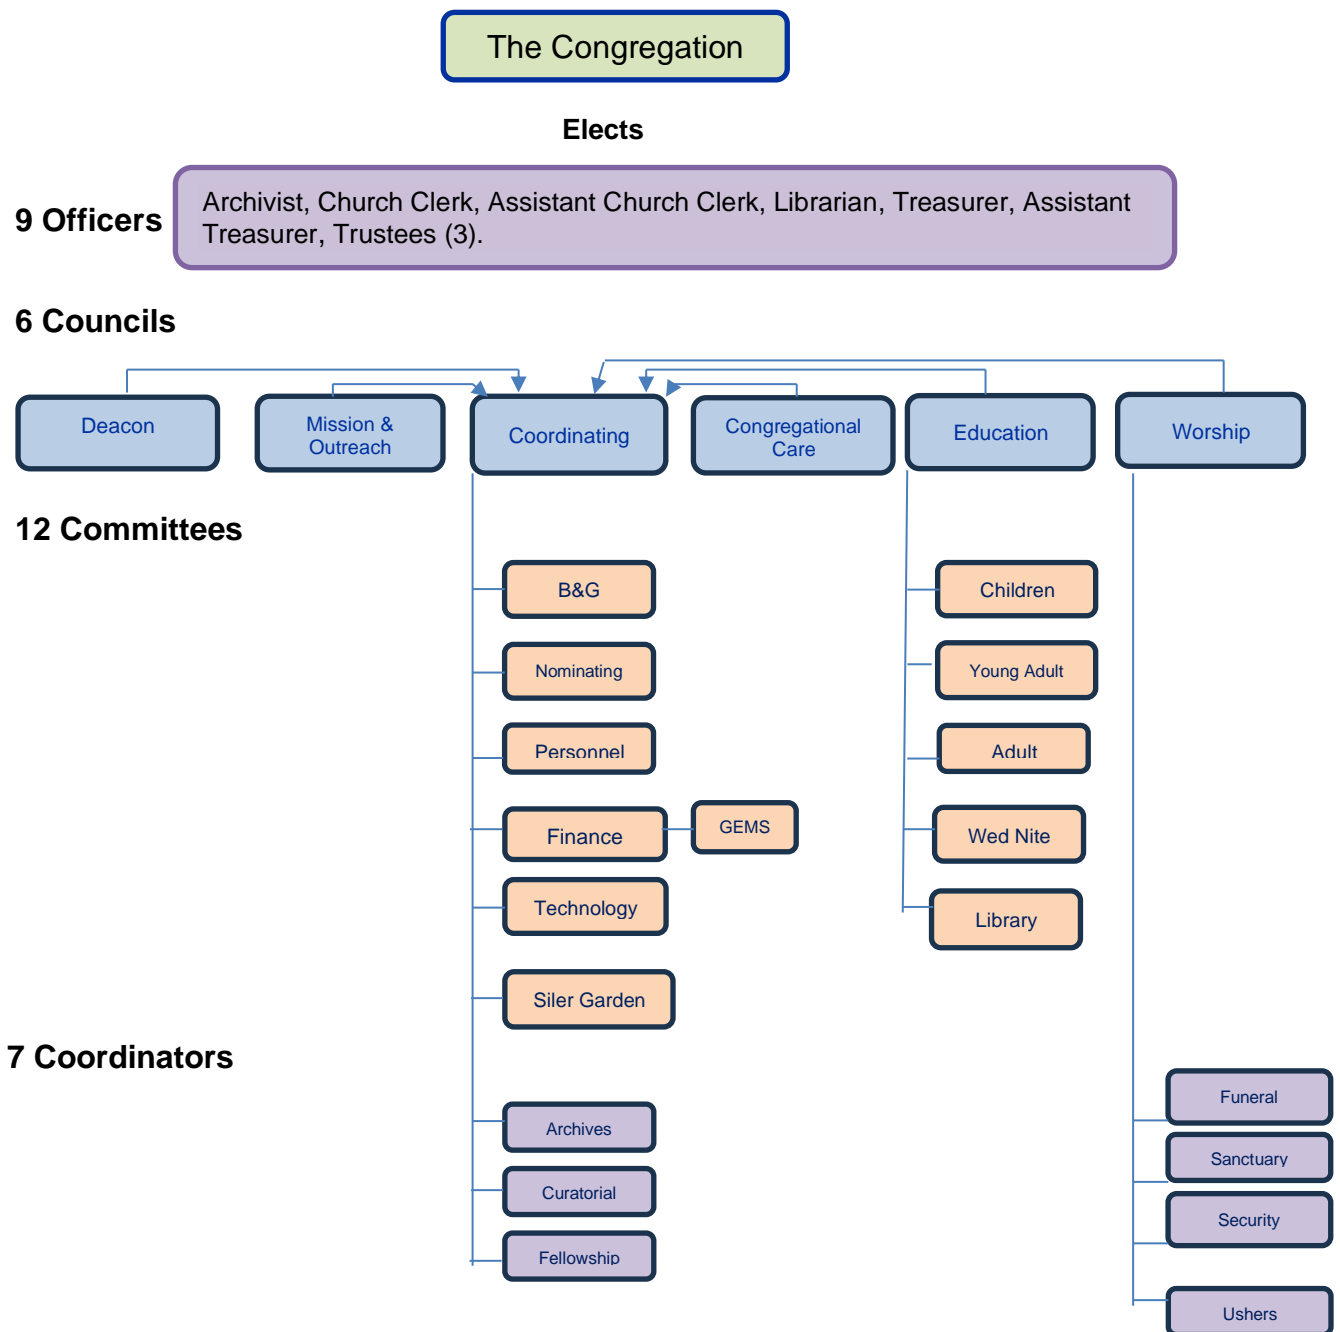 The Congregation
Elects
9 Officers
Archivist, Church Clerk, Assistant Church Clerk, Librarian, Treasurer, Assistant
Treasurer, Trustees (3).
6 Councils
Deacon
Mission &
Outreach
Coordinating
Congregational
Care
Education
Worship
12 Committees
B&G
Nominating
Personnel
Finance
GEMS
Technology
Siler Garden
Children
Young Adult
Adult
Wed Nite
Library
7 Coordinators
Archives
Curatorial
Fellowship
Funeral
Sanctuary
Security
Ushers